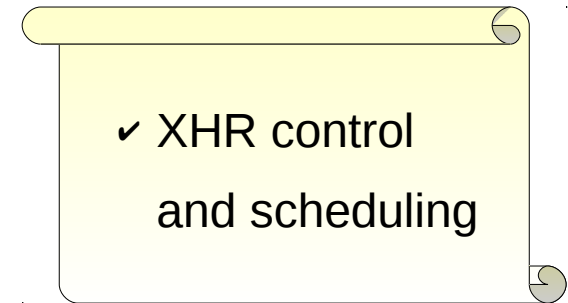 ✔ XHR control
and scheduling